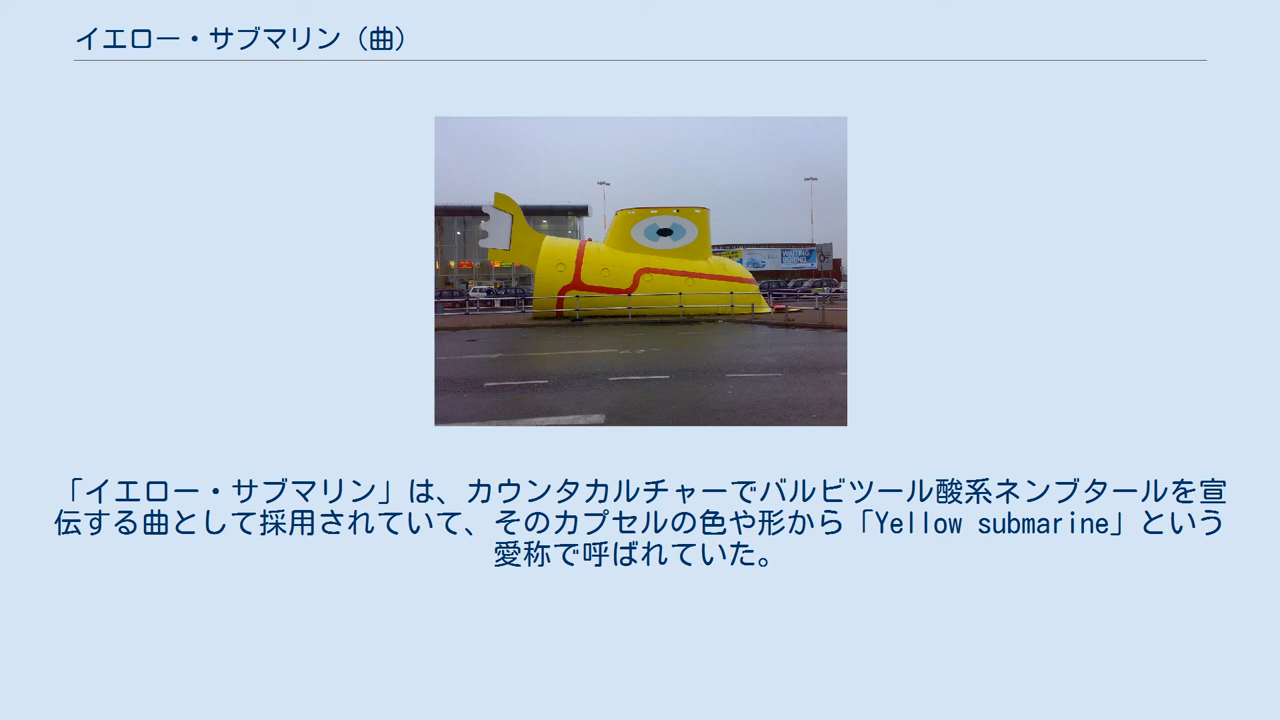 イエロー・サブマリン（曲）
WAITING
BORING.
「イエロー・サブマリン」は、カウンタカルチャーでバルビツール酸系ネンブタールを宣
伝する曲として採用されていて、そのカプセルの色や形から「Yellow submarine」という
愛称で呼ばれていた。